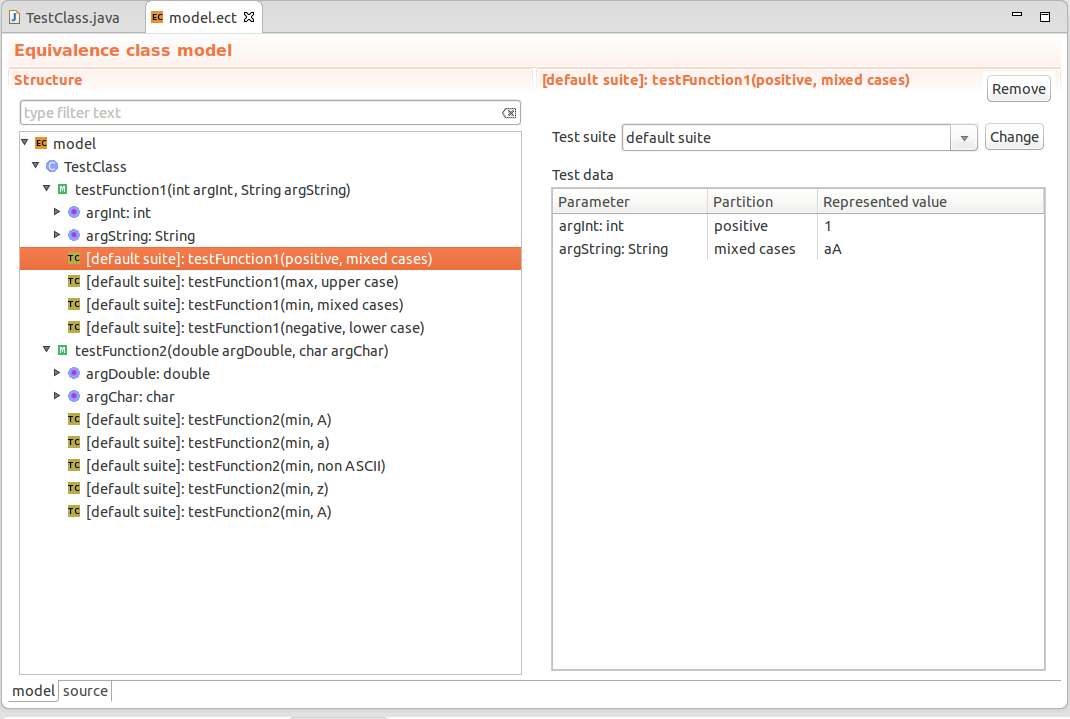 TestClass.java
EC model.ect
Equivalence class model
Structure
type filter text
EC model
C TestClass
M testFunction1(int argInt, String argString)
argInt: int
argString: String
TC [default suite]: testFunction1(positive, mixed cases)
TC [default suite]: testFunction1(max, upper case)
TC [default suite]: testFunction1(min, mixed cases)
TC [default suite]: testFunction1(negative, lower case)
M testFunction2(double argDouble, char argChar)
argDouble: double
argChar: char
TC [default suite]: testFunction2(min, A)
TC [default suite]: testFunction2(min, a)
TC [default suite]: testFunction2(min, non ASCII)
TC [default suite]: testFunction2(min, z)
TC [default suite]: testFunction2(min, A)
[default suite]: testFunction1(positive, mixed cases)
Remove
Test suite default suite Change
Test data
Parameter Partition Represented value
argInt: int positive 1
argString: String mixed cases aA
model source